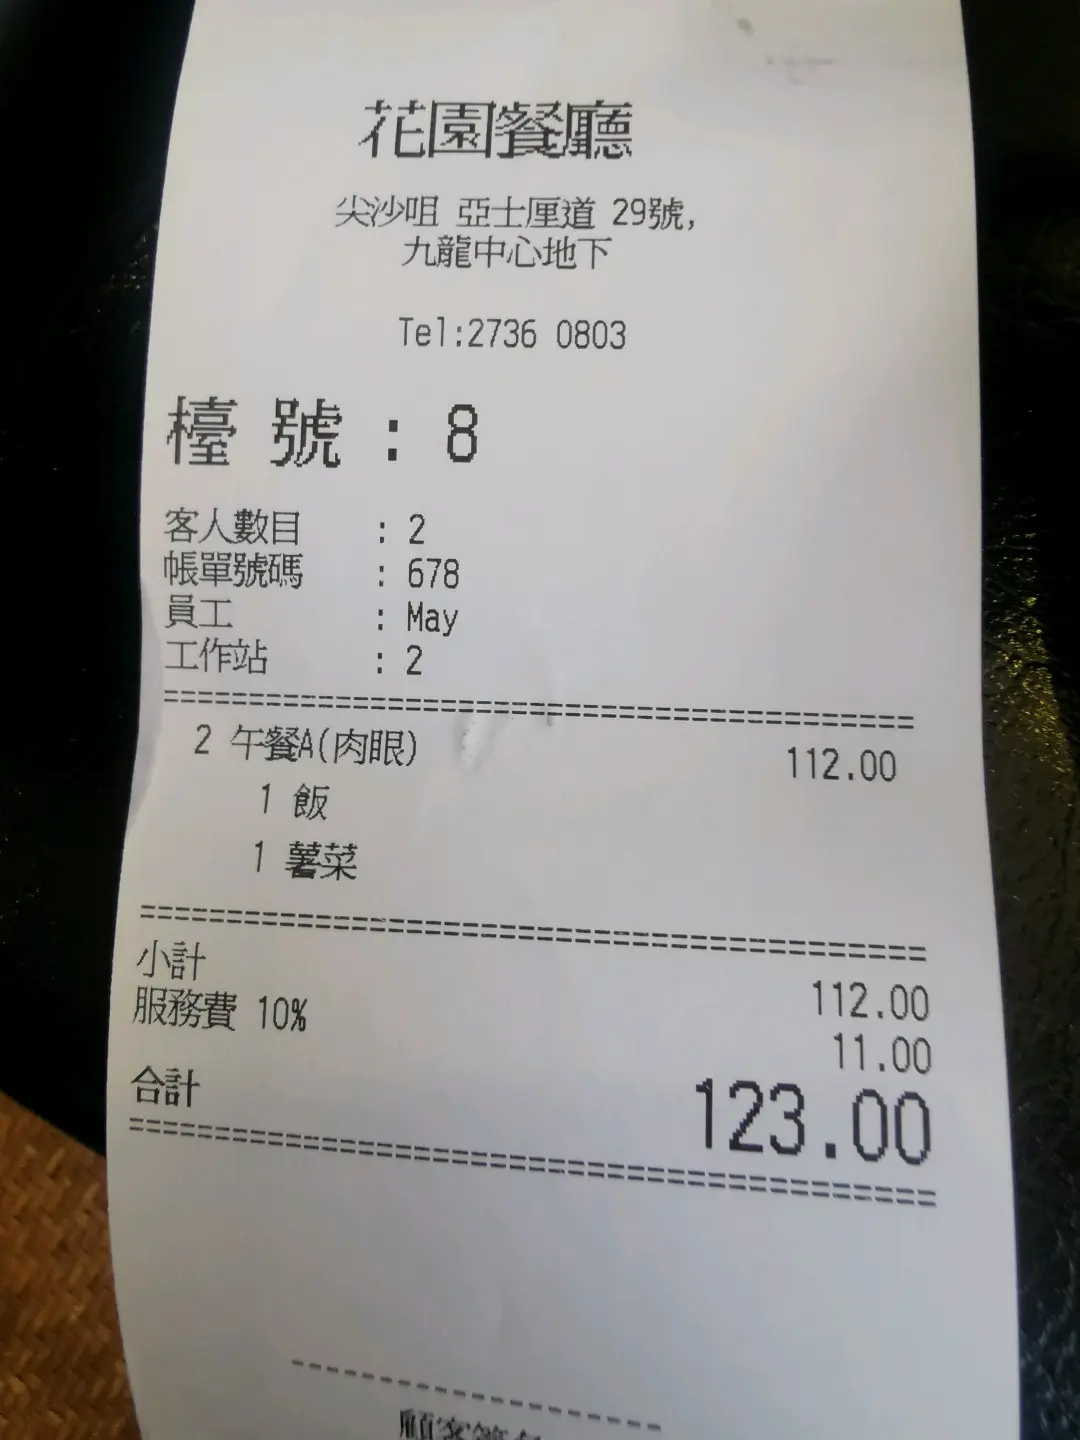 花園餐廳
尖沙咀 亞士厘道 29號,
九龍中心地下
Tel:2736 0803
檯 號 : 8
客人數目 : 2
帳單號碼 : 678
員工 : May
工作站 : 2
2 午餐A(肉眼) 112.00
1 飯
1 薯菜
小計 112.00
服務費 10% 11.00
合計 123.00